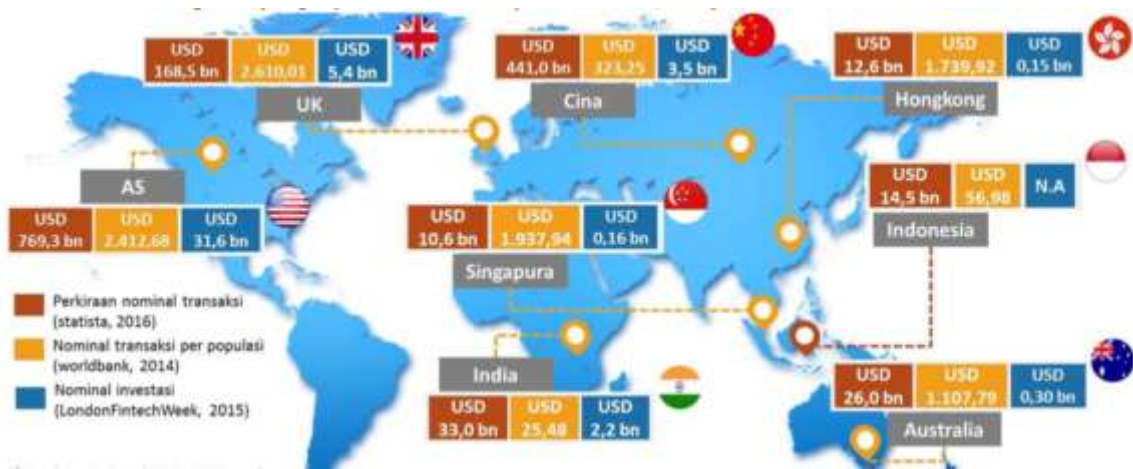 USD USD USD
168,5 bn 2.610,01 5,4 bn
UK
USD USD USD
441,0 bn 323,25 3,5 bn
Cina
USD USD USD
12,6 bn 1.739,92 0,15 bn
Hongkong
AS
USD USD USD
769,3 bn 2.412,68 31,6 bn
USD USD USD
10,6 bn 1.937,94 0,16 bn
Singapura
USD USD N.A
14,5 bn 56,98
Indonesia
Perkiraan nominal transaksi
(statista, 2016)
Nominal transaksi per populasi
(worldbank, 2014)
Nominal investasi
(LondonFintechWeek, 2015)
India
USD USD USD
33,0 bn 25,48 2,2 bn
USD USD USD
26,0 bn 1.107,79 0,30 bn
Australia